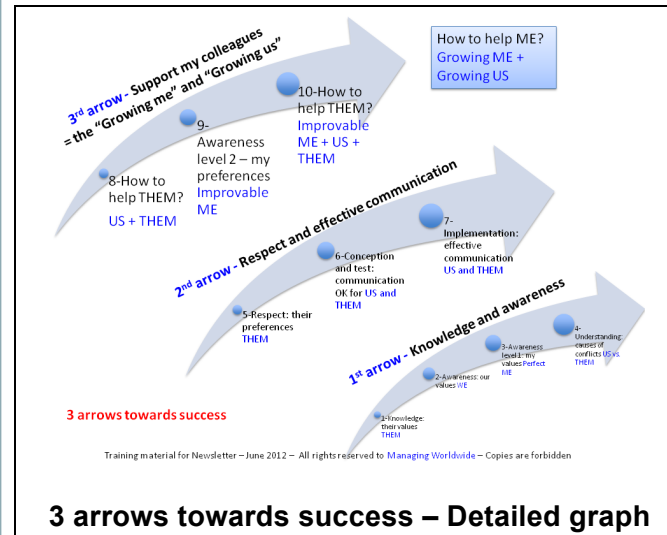 3rd arrow - Support my colleagues
= the “Growing me” and “Growing us”
How to help ME?
Growing ME +
Growing US
10-How to
help THEM?
Improvable
ME + US +
THEM
9-
Awareness
level 2 – my
preferences
Improvable
ME
8-How to
help THEM?
US + THEM
2nd arrow - Respect and effective communication
7-
Implementation:
effective
communication
US and THEM
6-Conception
and test:
communication
OK for US and
THEM
5-Respect: their
preferences
THEM
1st arrow - Knowledge and awareness
4-
Understanding:
causes of
conflicts US vs.
THEM
3-Awareness
level 1: my
values Perfect
ME
2-Awareness: our
values WE
1-Knowledge:
their values
THEM
3 arrows towards success
Training material for Newsletter – June 2012 – All rights reserved to Managing Worldwide – Copies are forbidden
3 arrows towards success – Detailed graph